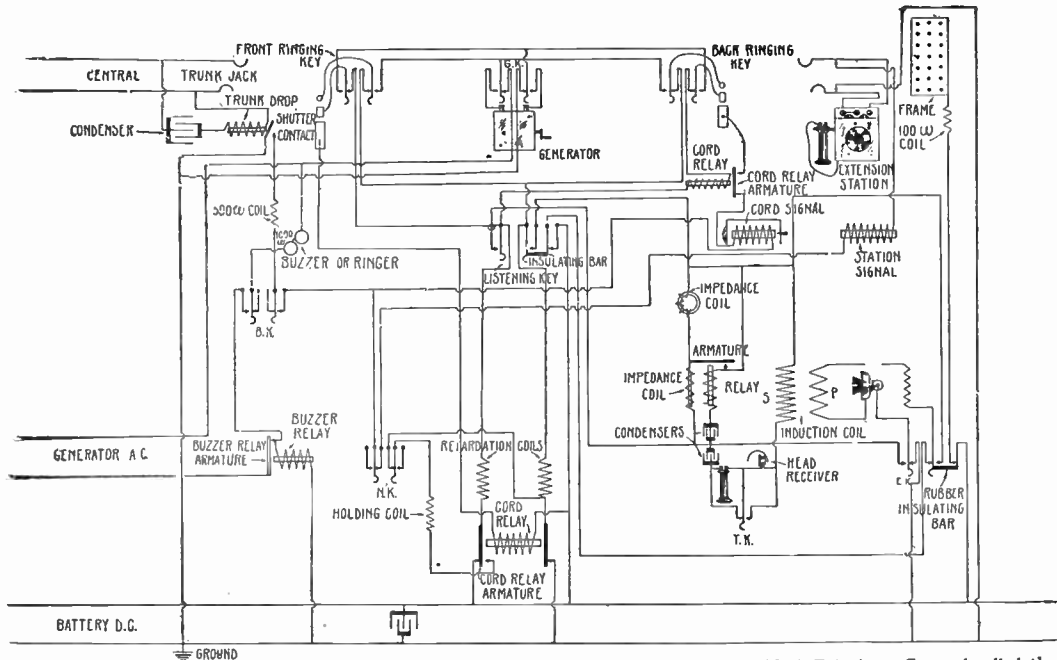 FRONT RINGING
KEY
G.K.
BACK RINGING
KEY
CENTRAL
TRUNK JACK
TRUNK DROP
CONDENSER
SHUTTER
CONTACT
GENERATOR
FRAME
100 ω
COIL
EXTENSION
STATION
CORD
RELAY
CORD RELAY
ARMATURE
CORD SIGNAL
500 ω COIL
1000
ω
BUZZER OR RINGER
INSULATING BAR
LISTENING KEY
STATION
SIGNAL
IMPEDANCE
COIL
B.K.
ARMATURE
IMPEDANCE
COIL
RELAY
S
P
INDUCTION COIL
BUZZER
RELAY
BUZZER RELAY
ARMATURE
GENERATOR A C.
RETARDATION COILS
CONDENSERS
HEAD
RECEIVER
N.K.
HOLDING COIL
CORD
RELAY
T.K.
RUBBER
INSULATING
BAR
CORD RELAY
ARMATURE
BATTERY D.C.
GROUND